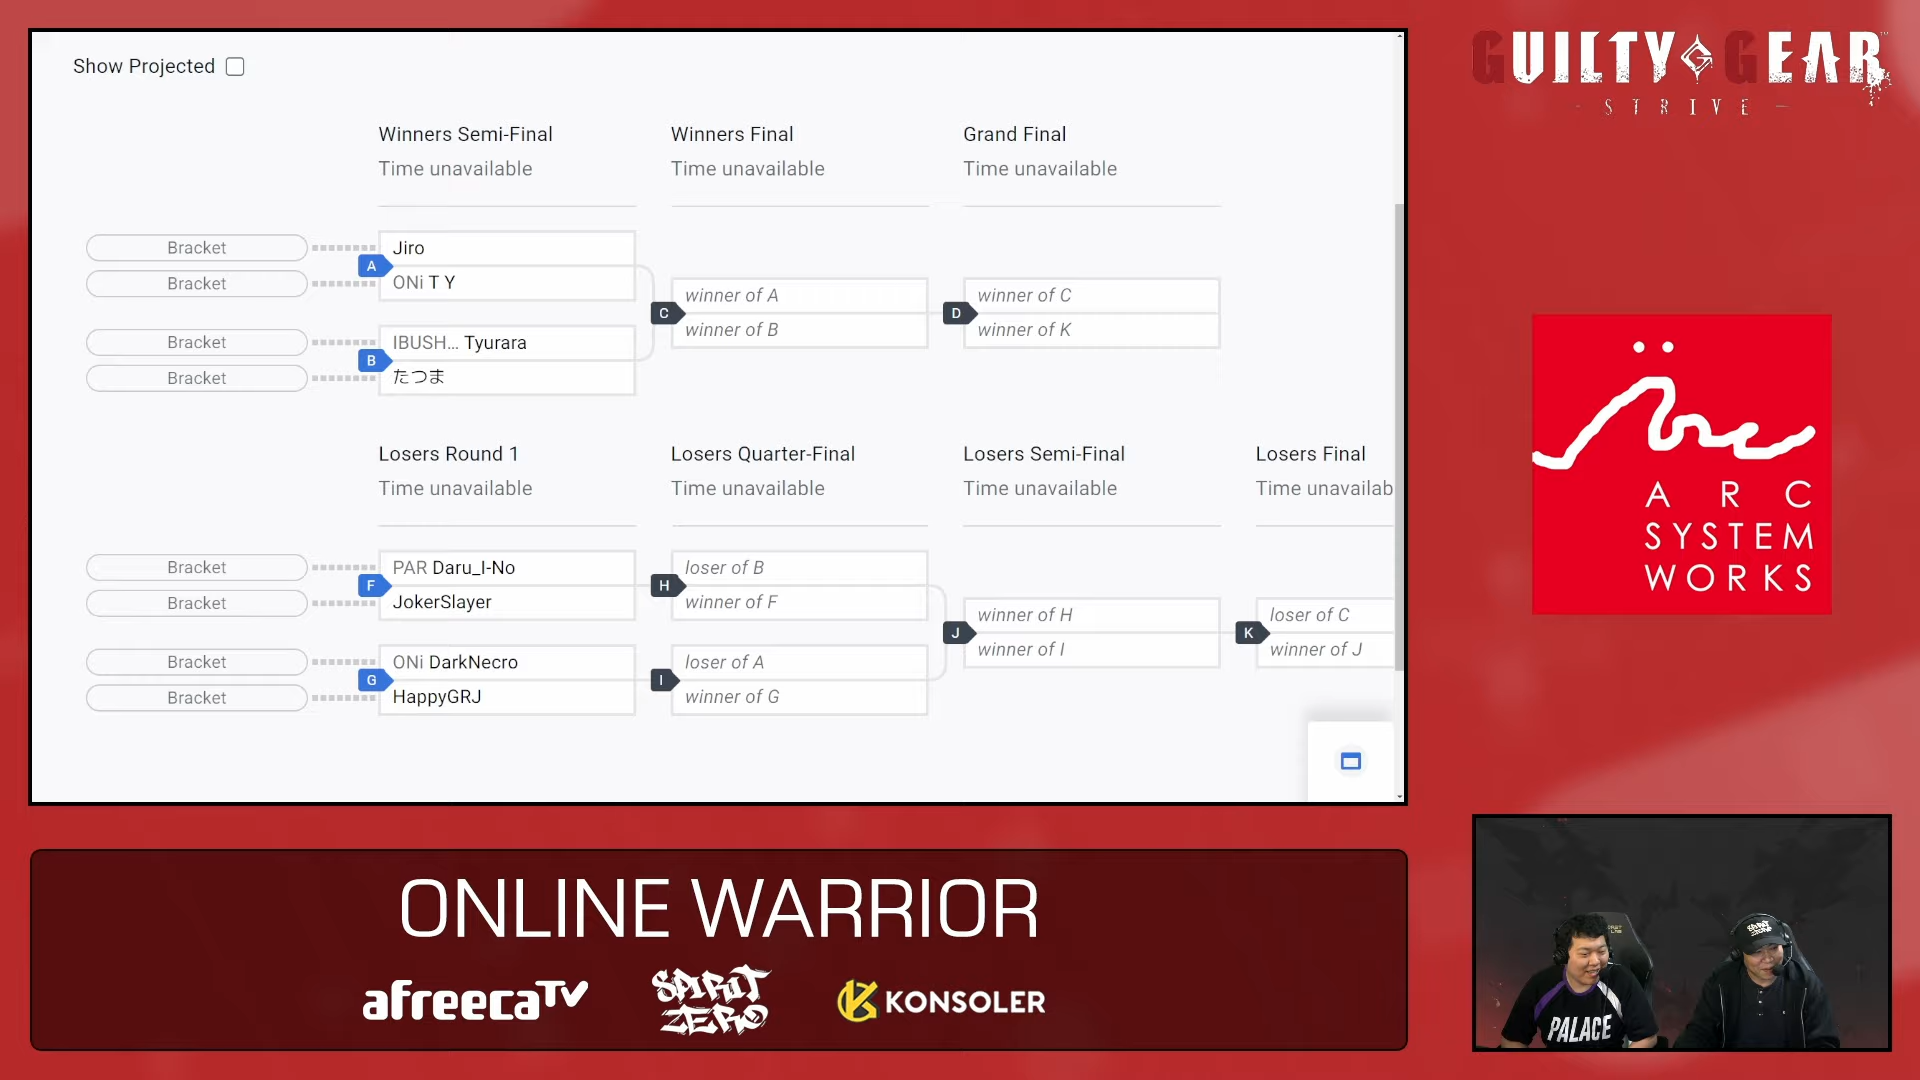 Show Projected
GUILTY GEAR
- STRIVE -
Winners Semi-Final
Time unavailable
Winners Final
Time unavailable
Grand Final
Time unavailable
Bracket
Bracket
Bracket
Bracket
A
Jiro
ONi T Y
B
IBUSH... Tyurara
たつま
C
winner of A
winner of B
D
winner of C
winner of K
Losers Round 1
Time unavailable
Losers Quarter-Final
Time unavailable
Losers Semi-Final
Time unavailable
Losers Final
Time unavailab
Bracket
Bracket
Bracket
Bracket
F
PAR Daru_I-No
JokerSlayer
G
ONi DarkNecro
HappyGRJ
H
loser of B
winner of F
I
loser of A
winner of G
J
winner of H
winner of I
K
loser of C
winner of J
Arc
ARC
SYSTEM
WORKS
ONLINE WARRIOR
afreecaTV
SPIRIT
ZERO
KONSOLER
PALACE